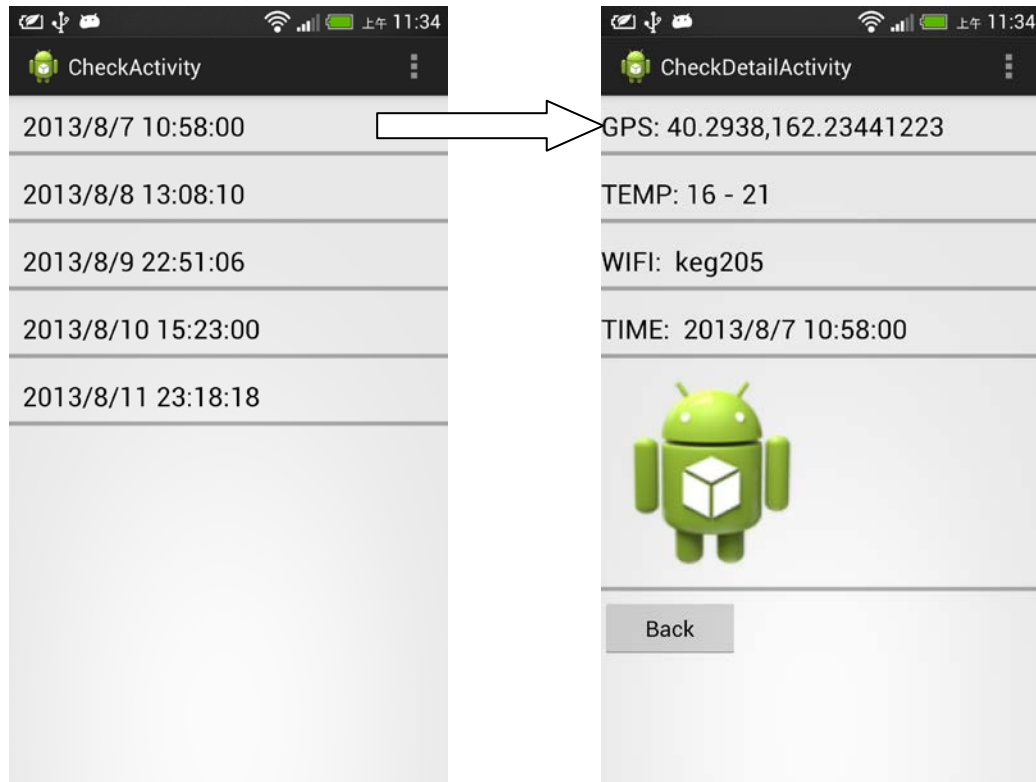 上午 11:34
CheckActivity
2013/8/7 10:58:00
2013/8/8 13:08:10
2013/8/9 22:51:06
2013/8/10 15:23:00
2013/8/11 23:18:18
上午 11:34
CheckDetailActivity
GPS: 40.2938,162.23441223
TEMP: 16 - 21
WIFI: keg205
TIME: 2013/8/7 10:58:00
Back